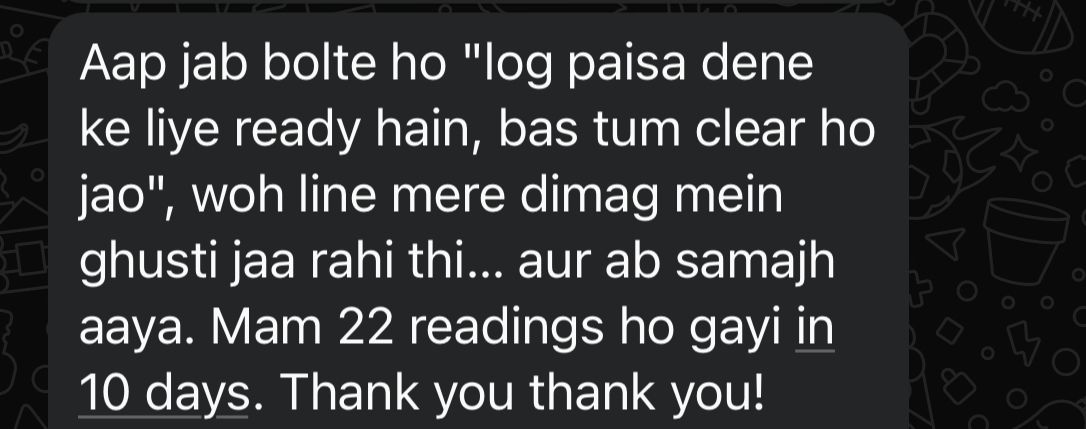 Aap jab bolte ho "log paisa dene
ke liye ready hain, bas tum clear ho
jao", woh line mere dimag mein
ghusti jaa rahi thi... aur ab samajh
aaya. Mam 22 readings ho gayi in
10 days. Thank you thank you!